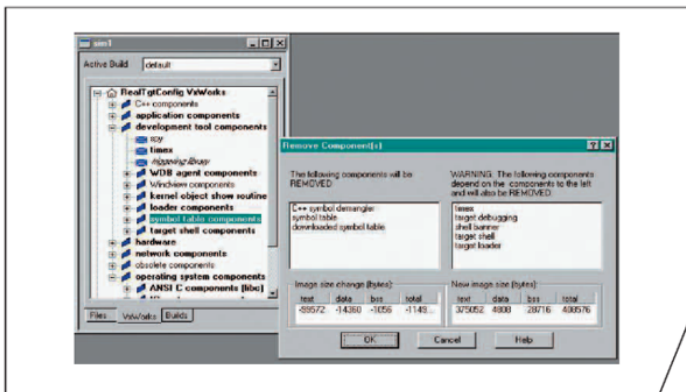 sim1
Active Build default
RealTgtConfig VxWorks
C++ components
application components
development tool components
spy
timex
triggering library
WDB agent components
Windview components
kernel object show routine
loader components
symbol table components
target shell components
hardware
network components
obsolete components
operating system components
ANSI C components (libc)
Files VxWorks Builds
Remove Component(s)
The following components will be
REMOVED:
C++ symbol demangler
symbol table
downloaded symbol table
WARNING: The following components
depend on the components to the left
and will also be REMOVED:
timex
target debugging
shell banner
target shell
target loader
Image size change (bytes):
text data bss total
-99572 -14360 -1056 -1149...
New image size (bytes):
text data bss total
375052 4808 28716 408576
OK Cancel Help